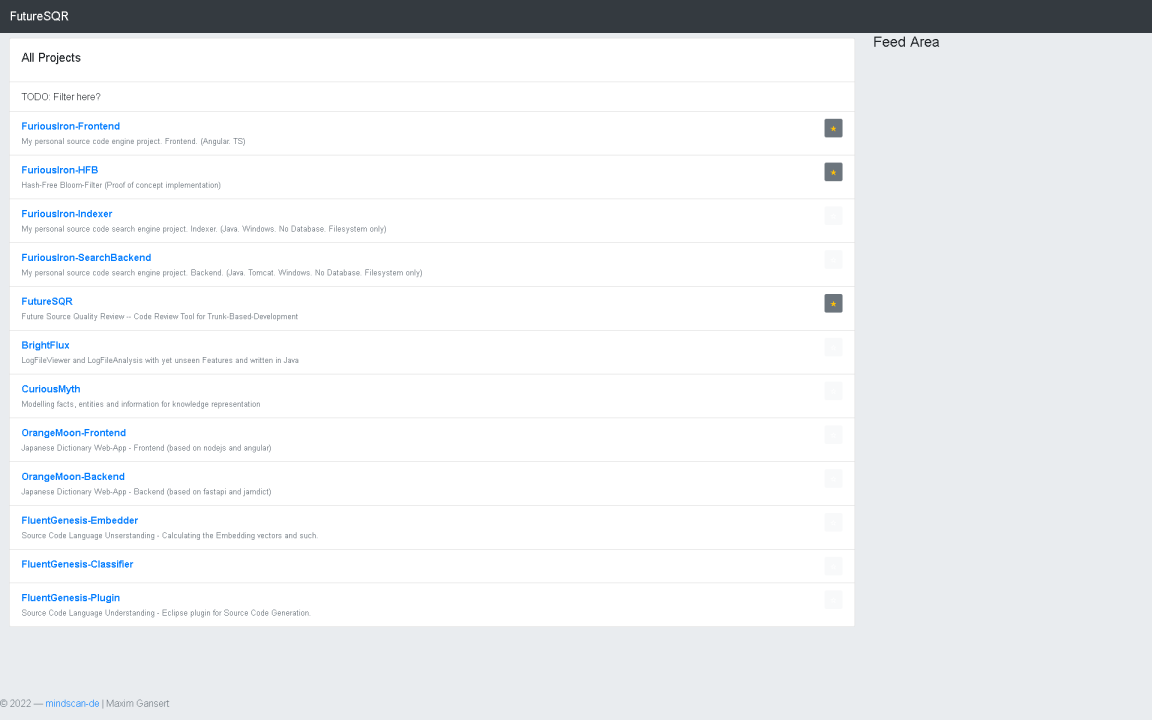 FutureSQR
All Projects
TODO: Filter here?
FuriousIron-Frontend
My personal source code engine project. Frontend. (Angular. TS)
★
FuriousIron-HFB
Hash-Free Bloom-Filter (Proof of concept implementation)
★
FuriousIron-Indexer
My personal source code search engine project. Indexer. (Java. Windows. No Database. Filesystem only)
FuriousIron-SearchBackend
My personal source code search engine project. Backend. (Java. Tomcat. Windows. No Database. Filesystem only)
FutureSQR
Future Source Quality Review -- Code Review Tool for Trunk-Based-Development
★
BrightFlux
LogFileViewer and LogFileAnalysis with yet unseen Features and written in Java
CuriousMyth
Modelling facts, entities and information for knowledge representation
OrangeMoon-Frontend
Japanese Dictionary Web-App - Frontend (based on nodejs and angular)
OrangeMoon-Backend
Japanese Dictionary Web-App - Backend (based on fastapi and jamdict)
FluentGenesis-Embedder
Source Code Language Unserstanding - Calculating the Embedding vectors and such.
FluentGenesis-Classifier
FluentGenesis-Plugin
Source Code Language Understanding - Eclipse plugin for Source Code Generation.
Feed Area
© 2022 — mindscan-de | Maxim Gansert